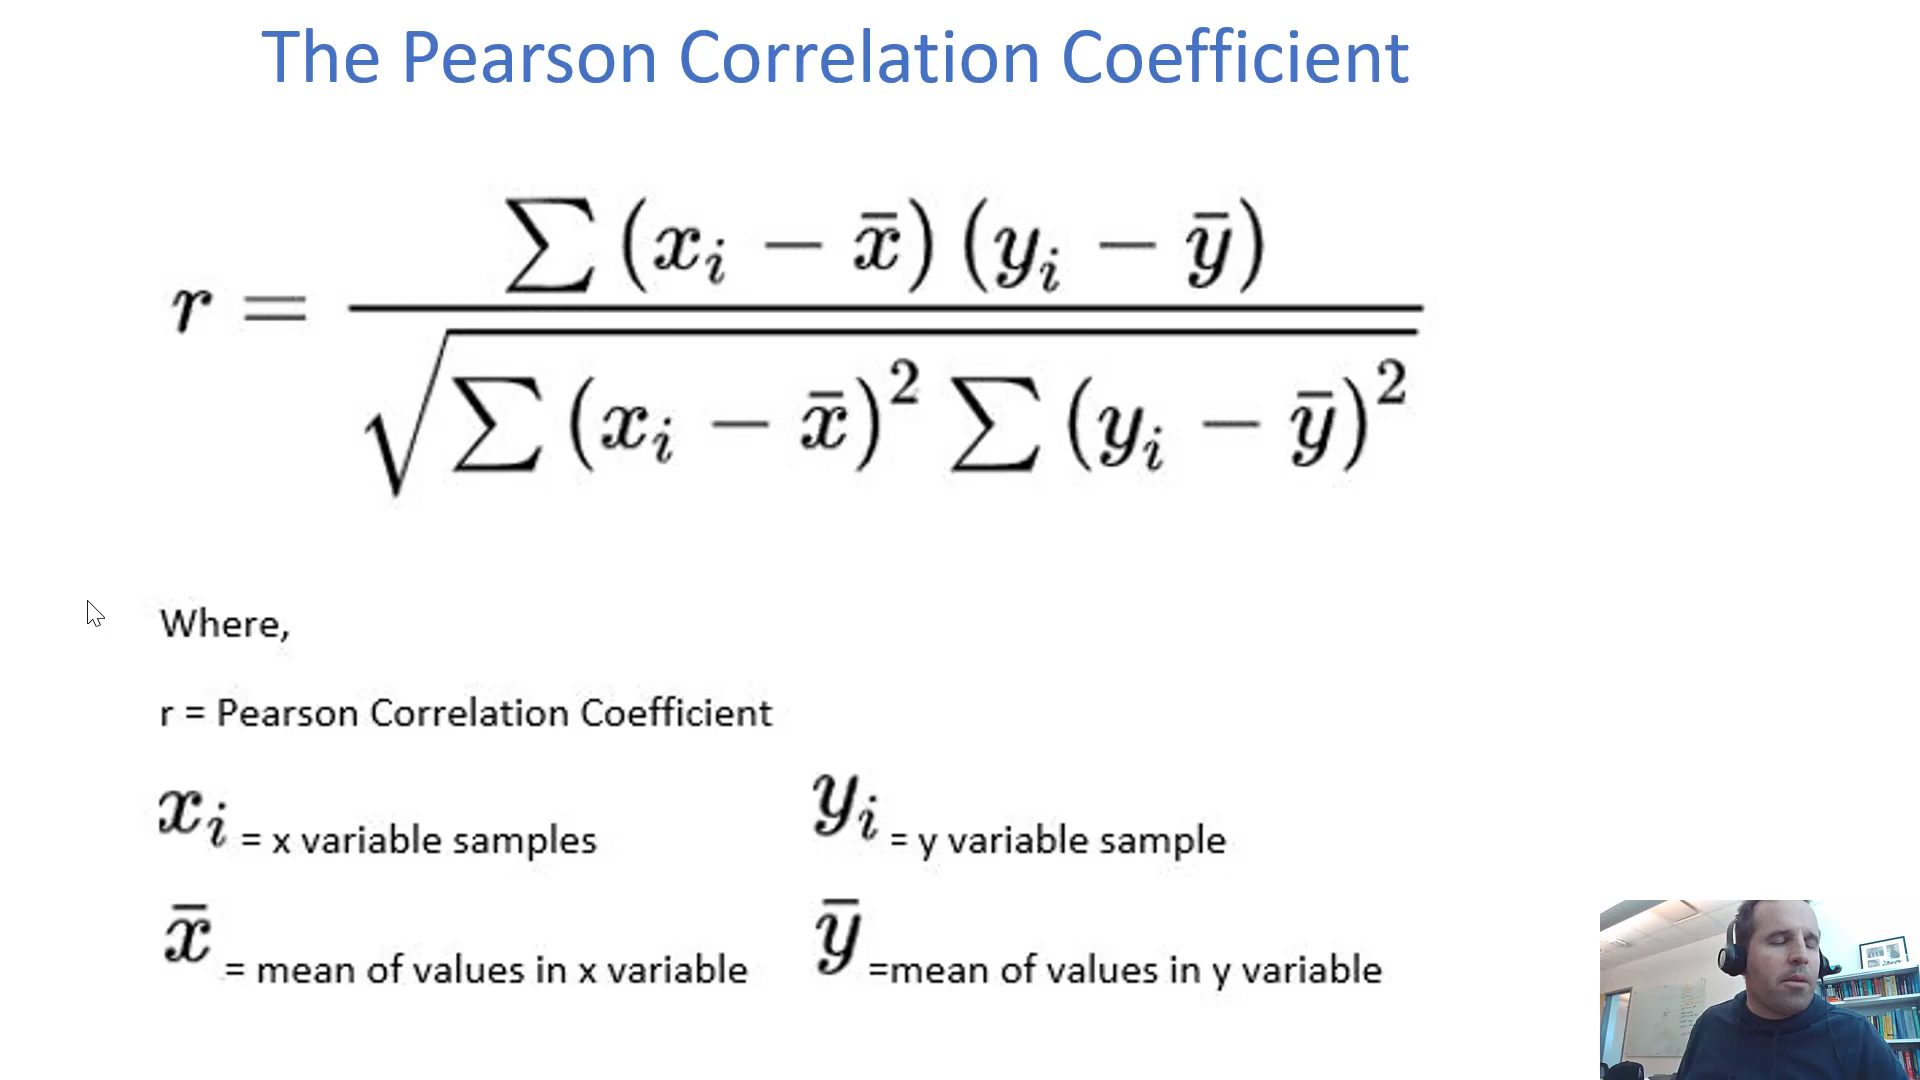 The Pearson Correlation Coefficient
r = ∑ (xᵢ − x̄) (yᵢ − ȳ) / √ ∑ (xᵢ − x̄)² ∑ (yᵢ − ȳ)²
Where,
r = Pearson Correlation Coefficient
xᵢ = x variable samples yᵢ = y variable sample
x̄ = mean of values in x variable ȳ =mean of values in y variable